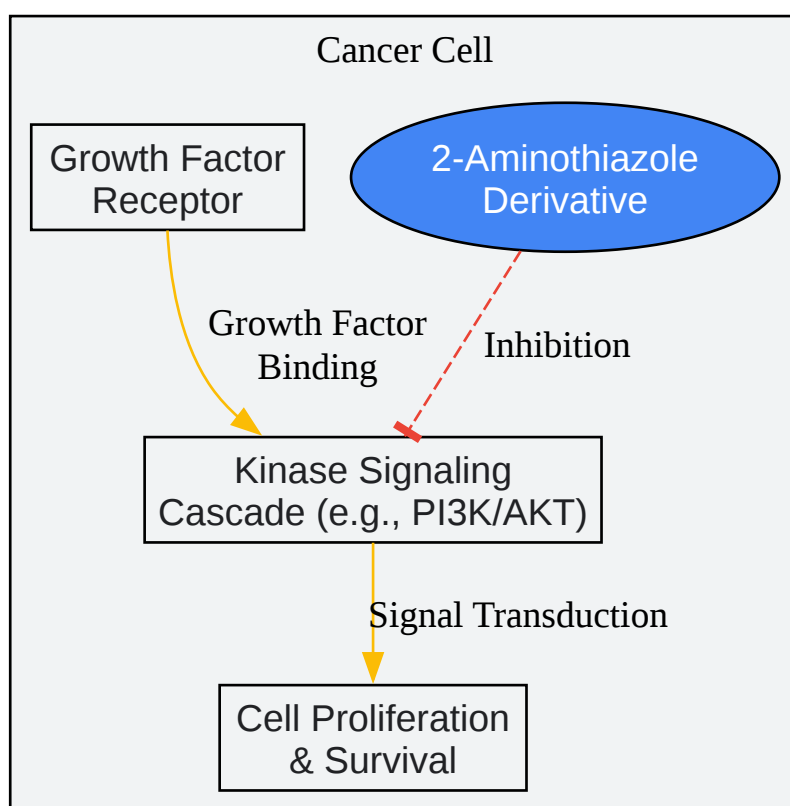 Cancer Cell
Growth Factor
Receptor
2-Aminothiazole
Derivative
Growth Factor
Binding
Inhibition
Kinase Signaling
Cascade (e.g., PI3K/AKT)
Signal Transduction
Cell Proliferation
& Survival